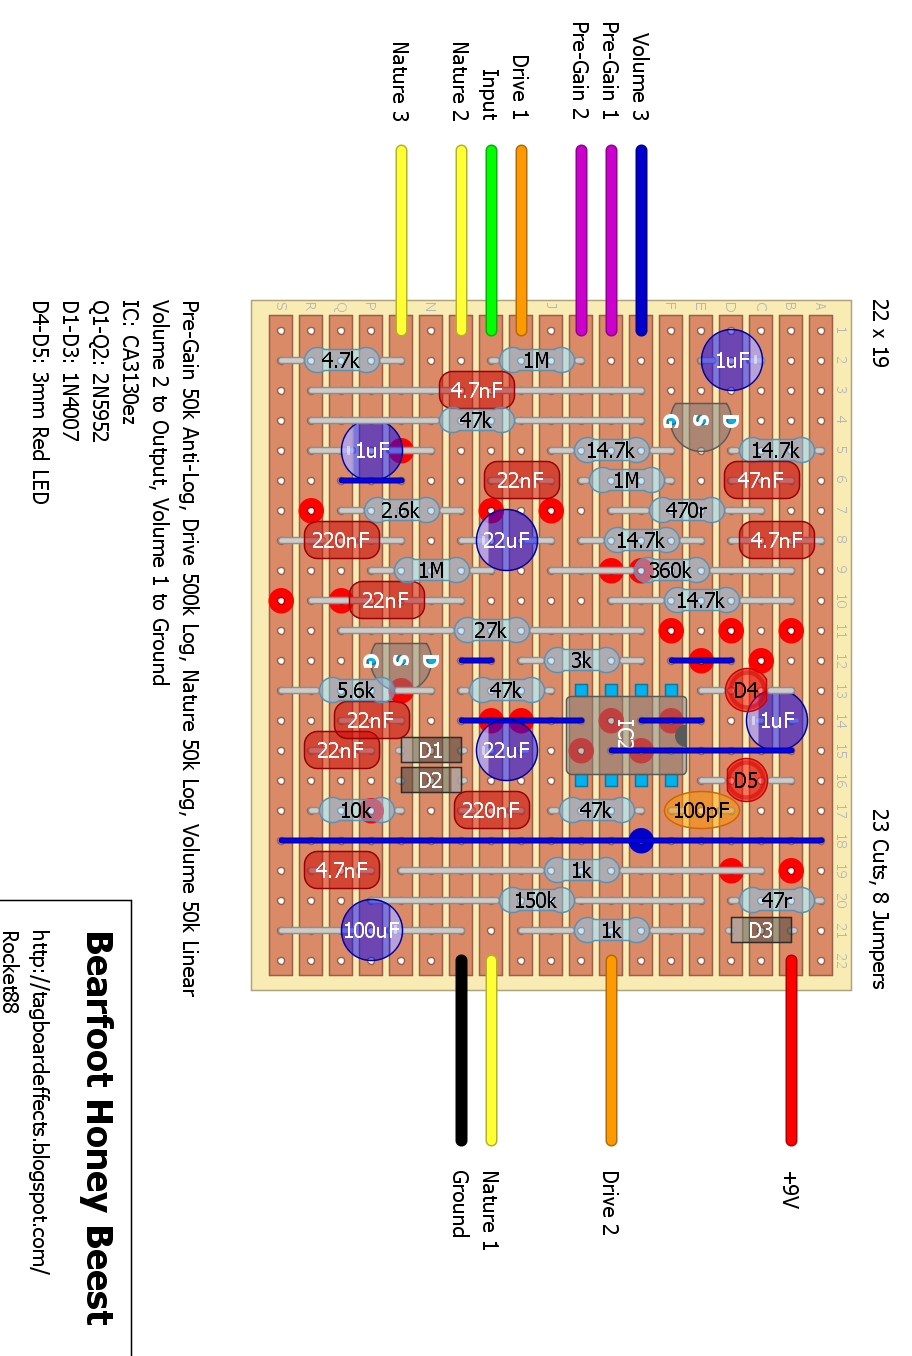 22 x 19
23 Cuts, 8 Jumpers
Volume 3
Pre-Gain 1
Pre-Gain 2
Drive 1
Input
Nature 2
Nature 3
1 2 3 4 5 6 7 8 9 10 11 12 13 14 15 16 17 18 19 20 21 22
A B C D E F J N P Q R S
4.7k
1M
1uF
4.7nF
47k
G S D
1uF
14.7k
14.7k
22nF
1M
47nF
2.6k
470r
220nF
22uF
14.7k
4.7nF
1M
360k
22nF
14.7k
27k
G S D
3k
5.6k
47k
D4
22nF
IC2
1uF
22nF
D1
22uF
D2
D5
10k
220nF
47k
100pF
4.7nF
1k
150k
47r
100uF
1k
D3
+9V
Drive 2
Nature 1
Ground
Pre-Gain 50k Anti-Log, Drive 500k Log, Nature 50k Log, Volume 50k Linear
Volume 2 to Output, Volume 1 to Ground
IC: CA3130ez
Q1-Q2: 2N5952
D1-D3: 1N4007
D4-D5: 3mm Red LED
Bearfoot Honey Beest
http://tagboardeffects.blogspot.com/
Rocket88